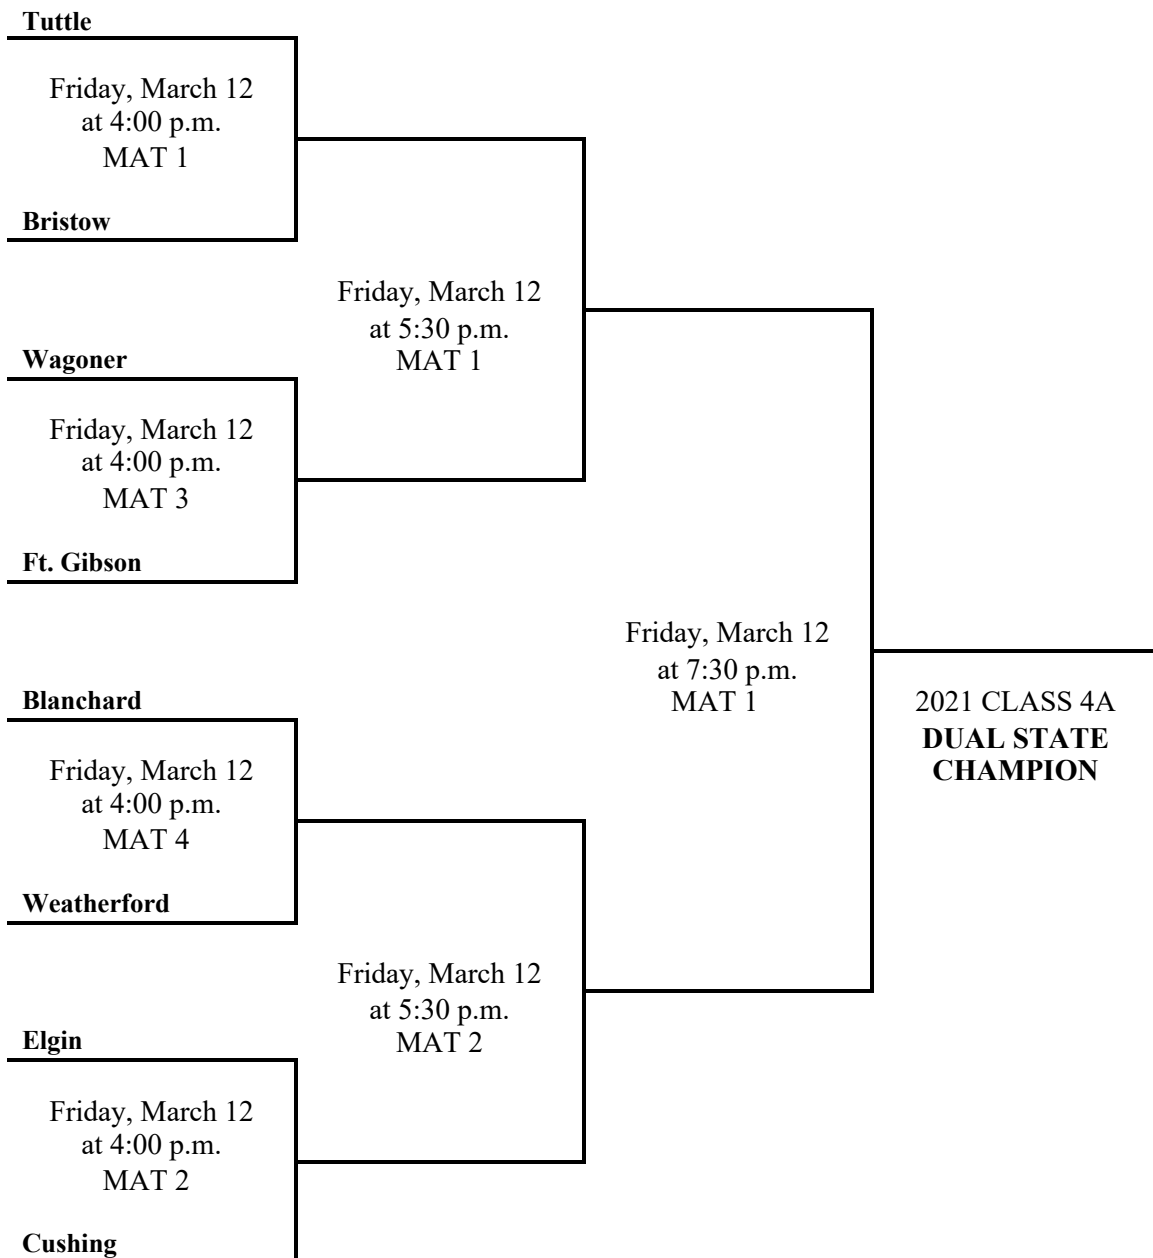 Tuttle
Friday, March 12
at 4:00 p.m.
MAT 1
Bristow
Friday, March 12
at 5:30 p.m.
MAT 1
Wagoner
Friday, March 12
at 4:00 p.m.
MAT 3
Ft. Gibson
Friday, March 12
at 7:30 p.m.
MAT 1
2021 CLASS 4A
DUAL STATE
CHAMPION
Blanchard
Friday, March 12
at 4:00 p.m.
MAT 4
Weatherford
Friday, March 12
at 5:30 p.m.
MAT 2
Elgin
Friday, March 12
at 4:00 p.m.
MAT 2
Cushing